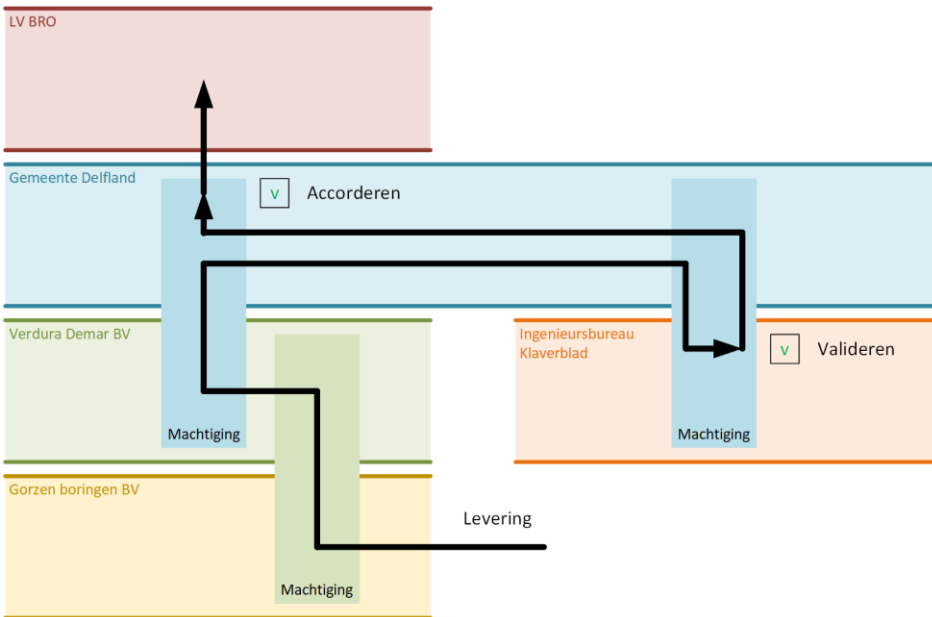 LV BRO
Gemeente Delfland
v Accorderen
Verdura Demar BV
Ingenieursbureau
Klaverblad
v Valideren
Machtiging
Machtiging
Gorzen boringen BV
Levering
Machtiging